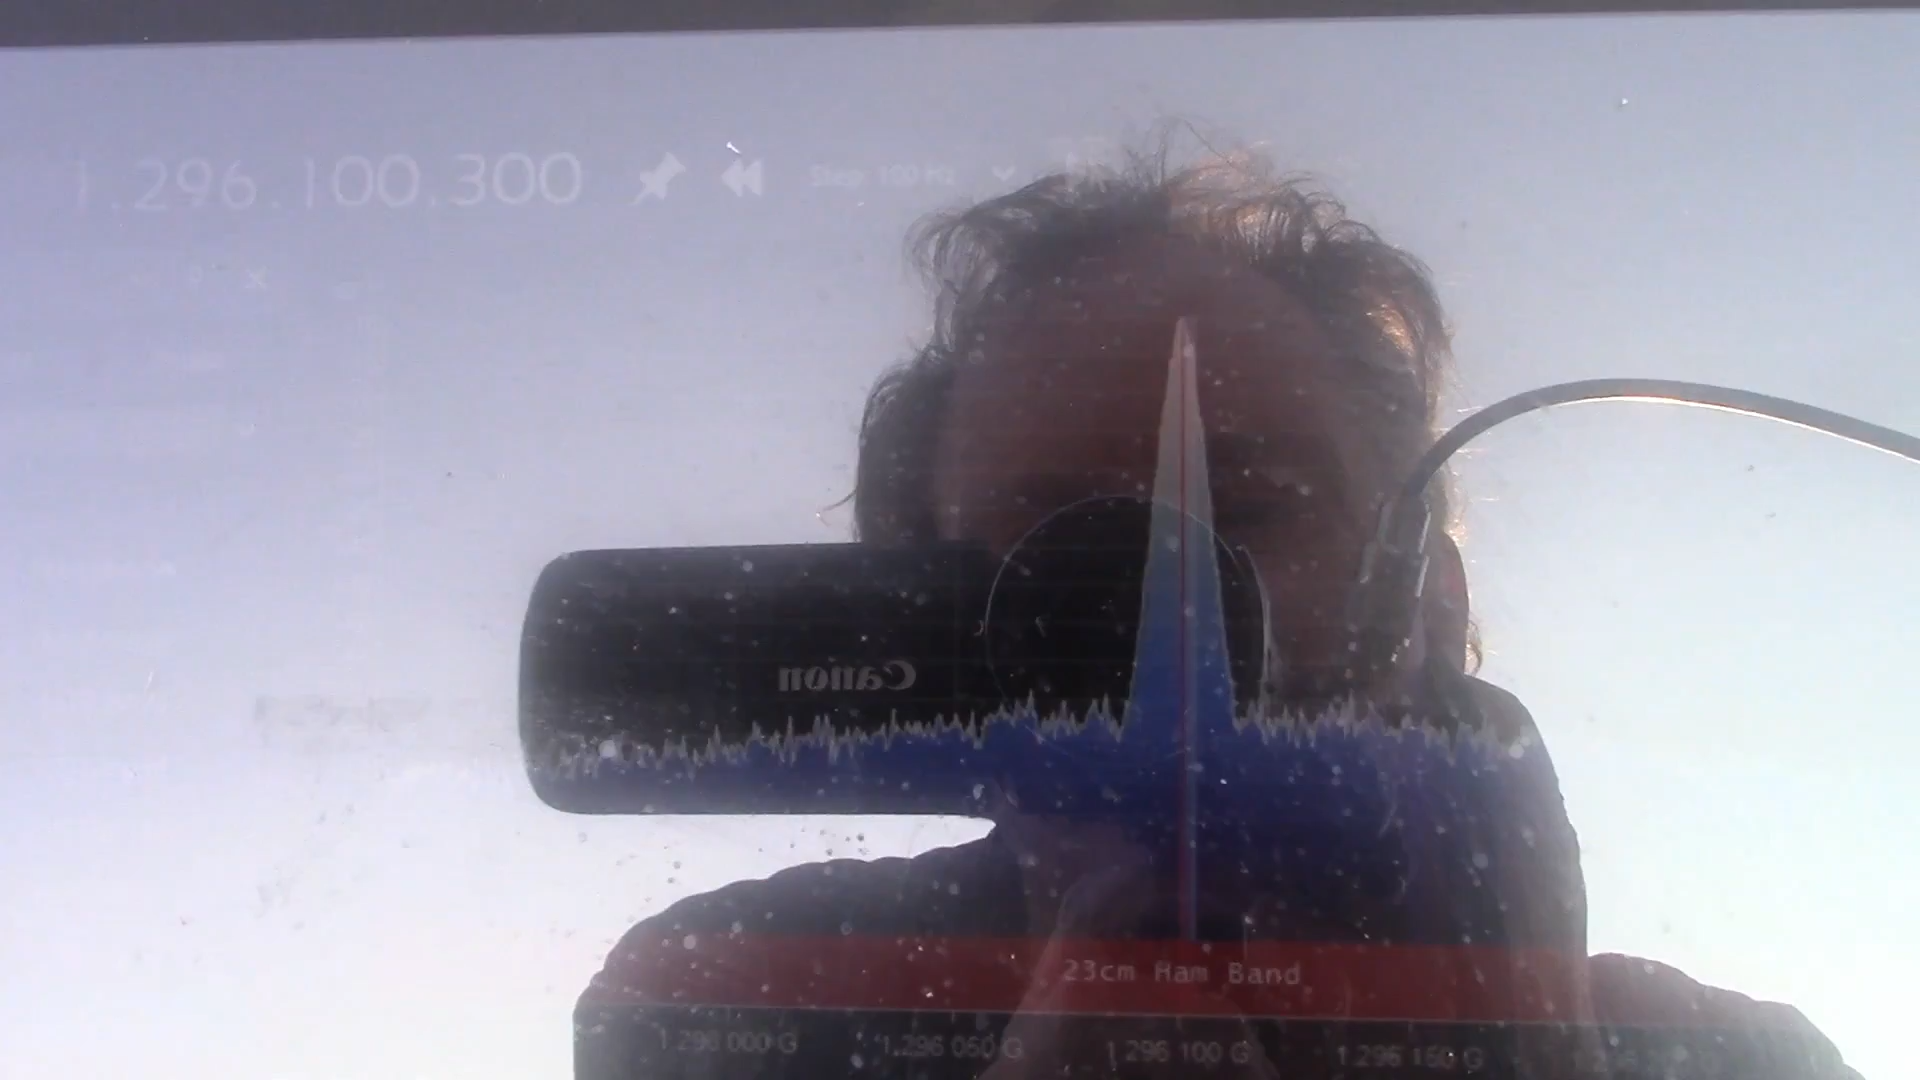 1.296.100.300
Step: 100 Hz
Canon
23cm Ham Band
1.296 000 G 1.296 050 G 1 296 100 G 1.296 150 G